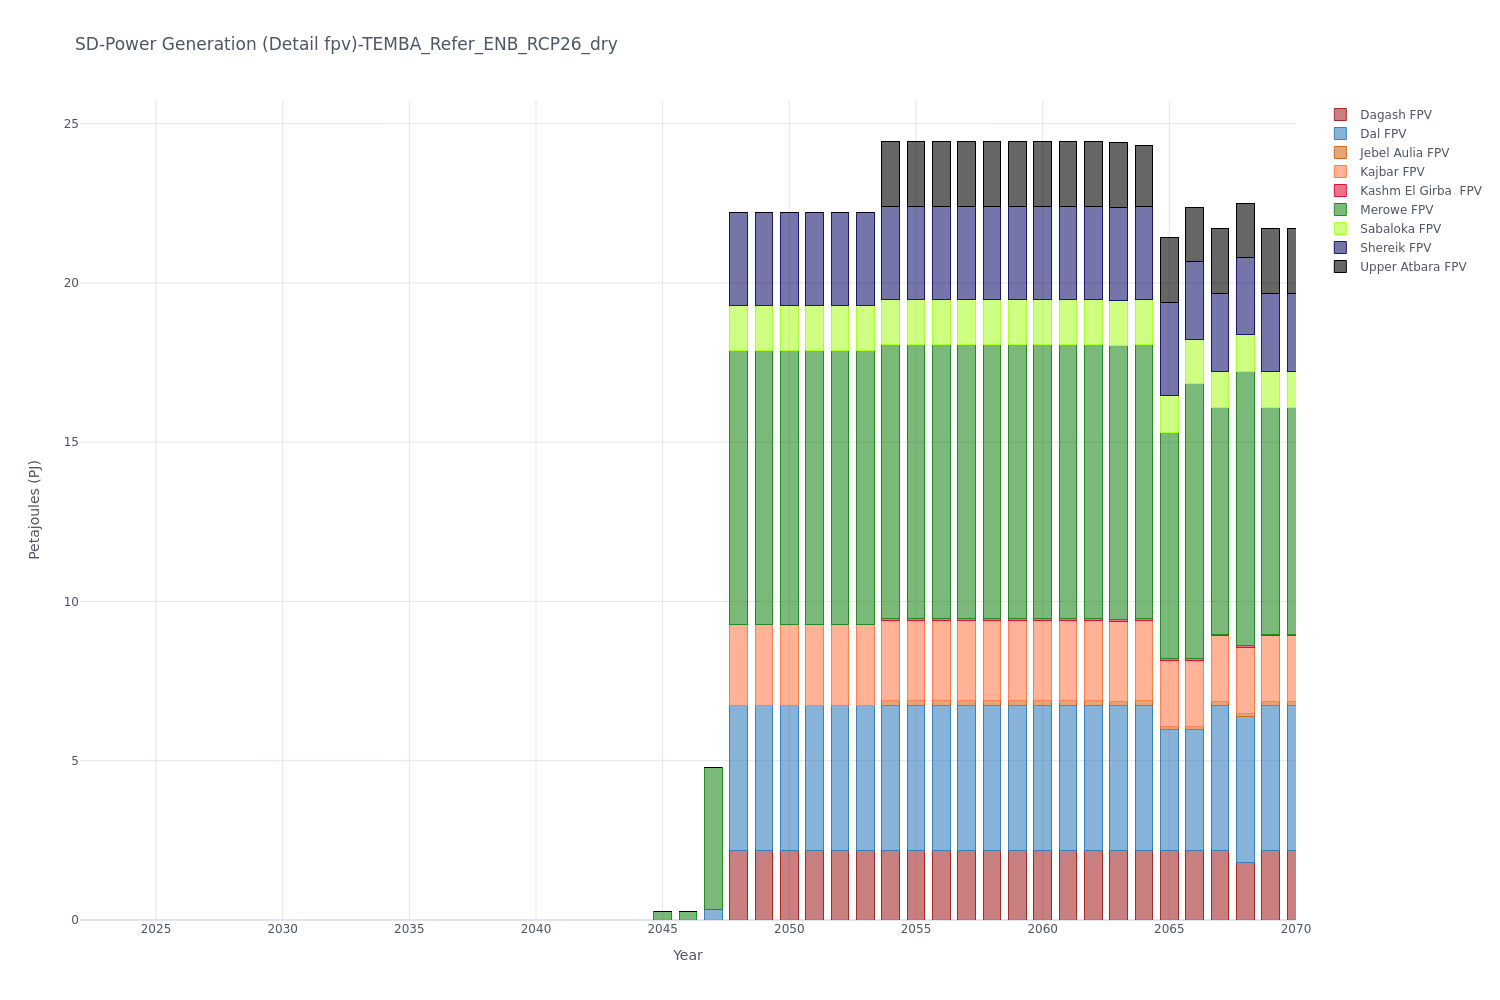 SD-Power Generation (Detail fpv)-TEMBA_Refer_ENB_RCP26_dry
Petajoules (PJ)
25
20
15
10
5
0
2025 2030 2035 2040 2045 2050 2055 2060 2065 2070
Year
Dagash FPV
Dal FPV
Jebel Aulia FPV
Kajbar FPV
Kashm El Girba  FPV
Merowe FPV
Sabaloka FPV
Shereik FPV
Upper Atbara FPV